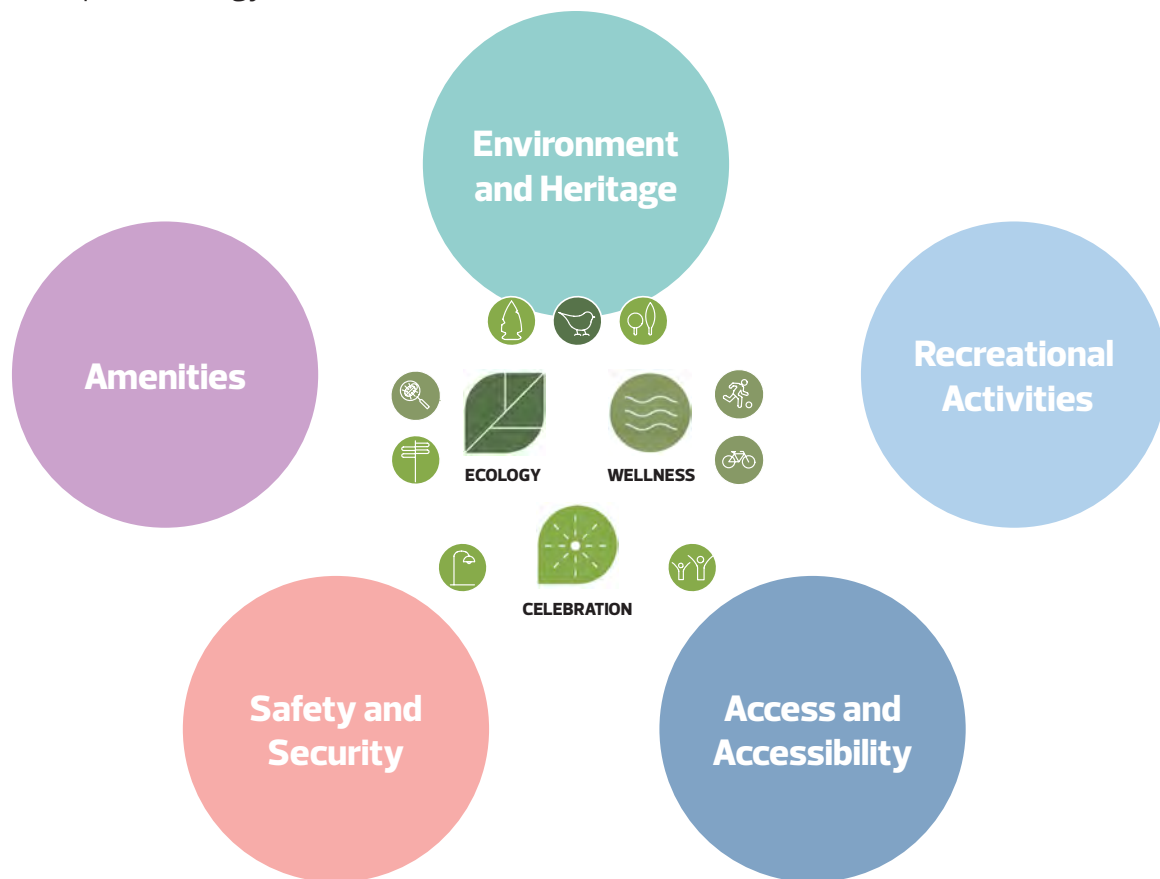 Environment
and Heritage
Amenities
Recreational
Activities
ECOLOGY
WELLNESS
CELEBRATION
Safety and
Security
Access and
Accessibility